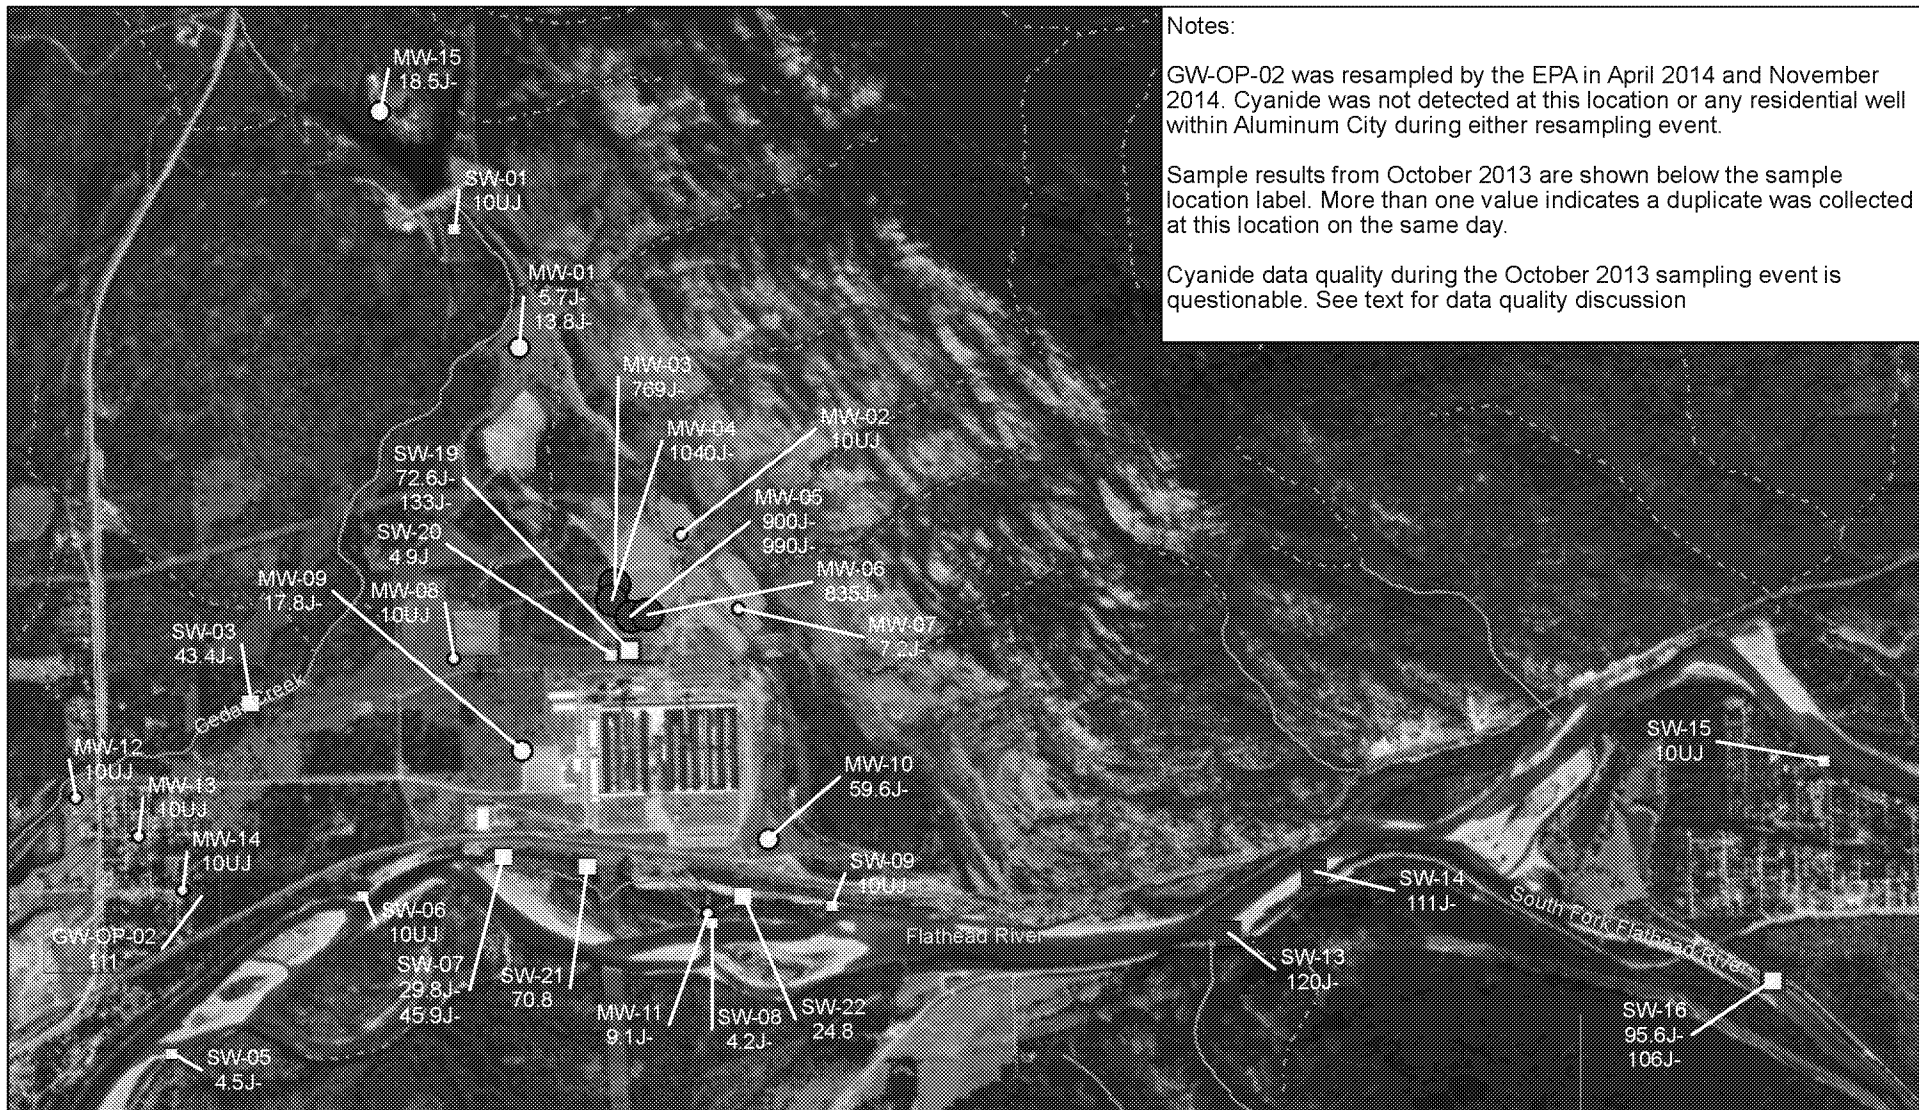 Notes:
GW-OP-02 was resampled by the EPA in April 2014 and November
2014. Cyanide was not detected at this location or any residential well
within Aluminum City during either resampling event.
Sample results from October 2013 are shown below the sample
location label. More than one value indicates a duplicate was collected
at this location on the same day.
Cyanide data quality during the October 2013 sampling event is
questionable. See text for data quality discussion
MW-15
18.5J-
SW-01
10UJ
MW-01
5.7J-
13.8J-
MW-03
769J-
MW-02
10UJ
MW-04
1040J-
SW-19
72.6J-
133J-
MW-05
900J-
990J-
SW-20
4.9J
MW-06
835J-
MW-09
17.8J-
MW-08
10UJ
MW-07
7.2J-
SW-03
43.4J-
Cedar Creek
SW-15
10UJ
MW-12
10UJ
MW-10
59.6J-
MW-13
10UJ
MW-14
10UJ
SW-09
10UJ
SW-14
111J-
SW-06
10UJ
South Fork Flathead River
GW-OP-02
111
Flathead River
SW-07
29.8J-
45.9J-
SW-21
70.8
SW-13
120J-
MW-11
9.1J-
SW-08
4.2J-
SW-22
24.8
SW-16
95.6J-
106J-
SW-05
4.5J-